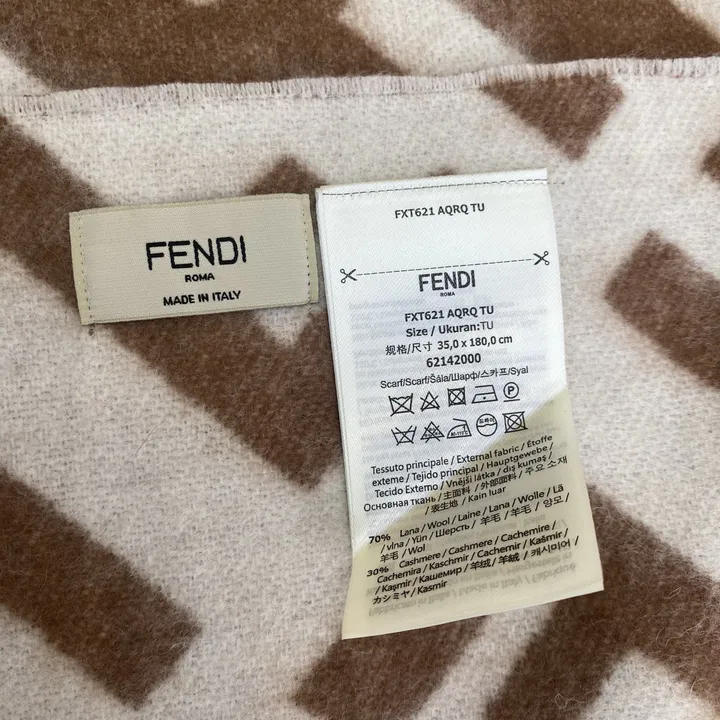 FENDI
ROMA
MADE IN ITALY
FXT621 AQRQ TU
FENDI
ROMA
FXT621 AQRQ TU
Size / Ukuran:TU
规格/尺寸 35,0 x 180,0 cm
62142000
Scarf/Scarf/Šála/Шарф/스카프/Syal
Tessuto principale / External fabric / Étoffe
externe / Tejido principal / Hauptgewebe /
Tecido Externo / Vnější látka / dış kumaş /
Основная ткань / 主面料 / 外部面料 / 주요 소재
/ 表生地 / Kain luar
70% Lana / Wool / Laine / Lana / Wolle / Lã
/ vlna / Yün / Шерсть / 羊毛 / 羊毛 / 양모 /
羊毛 / Wol
30% Cashmere / Cashmere / Cachemire /
Cachemira / Kaschmir / Cachemir / Kašmír /
/ Kaşmir / Кашемир / 羊绒 / 羊絨 / 캐시미어 /
カシミヤ / Kasmir